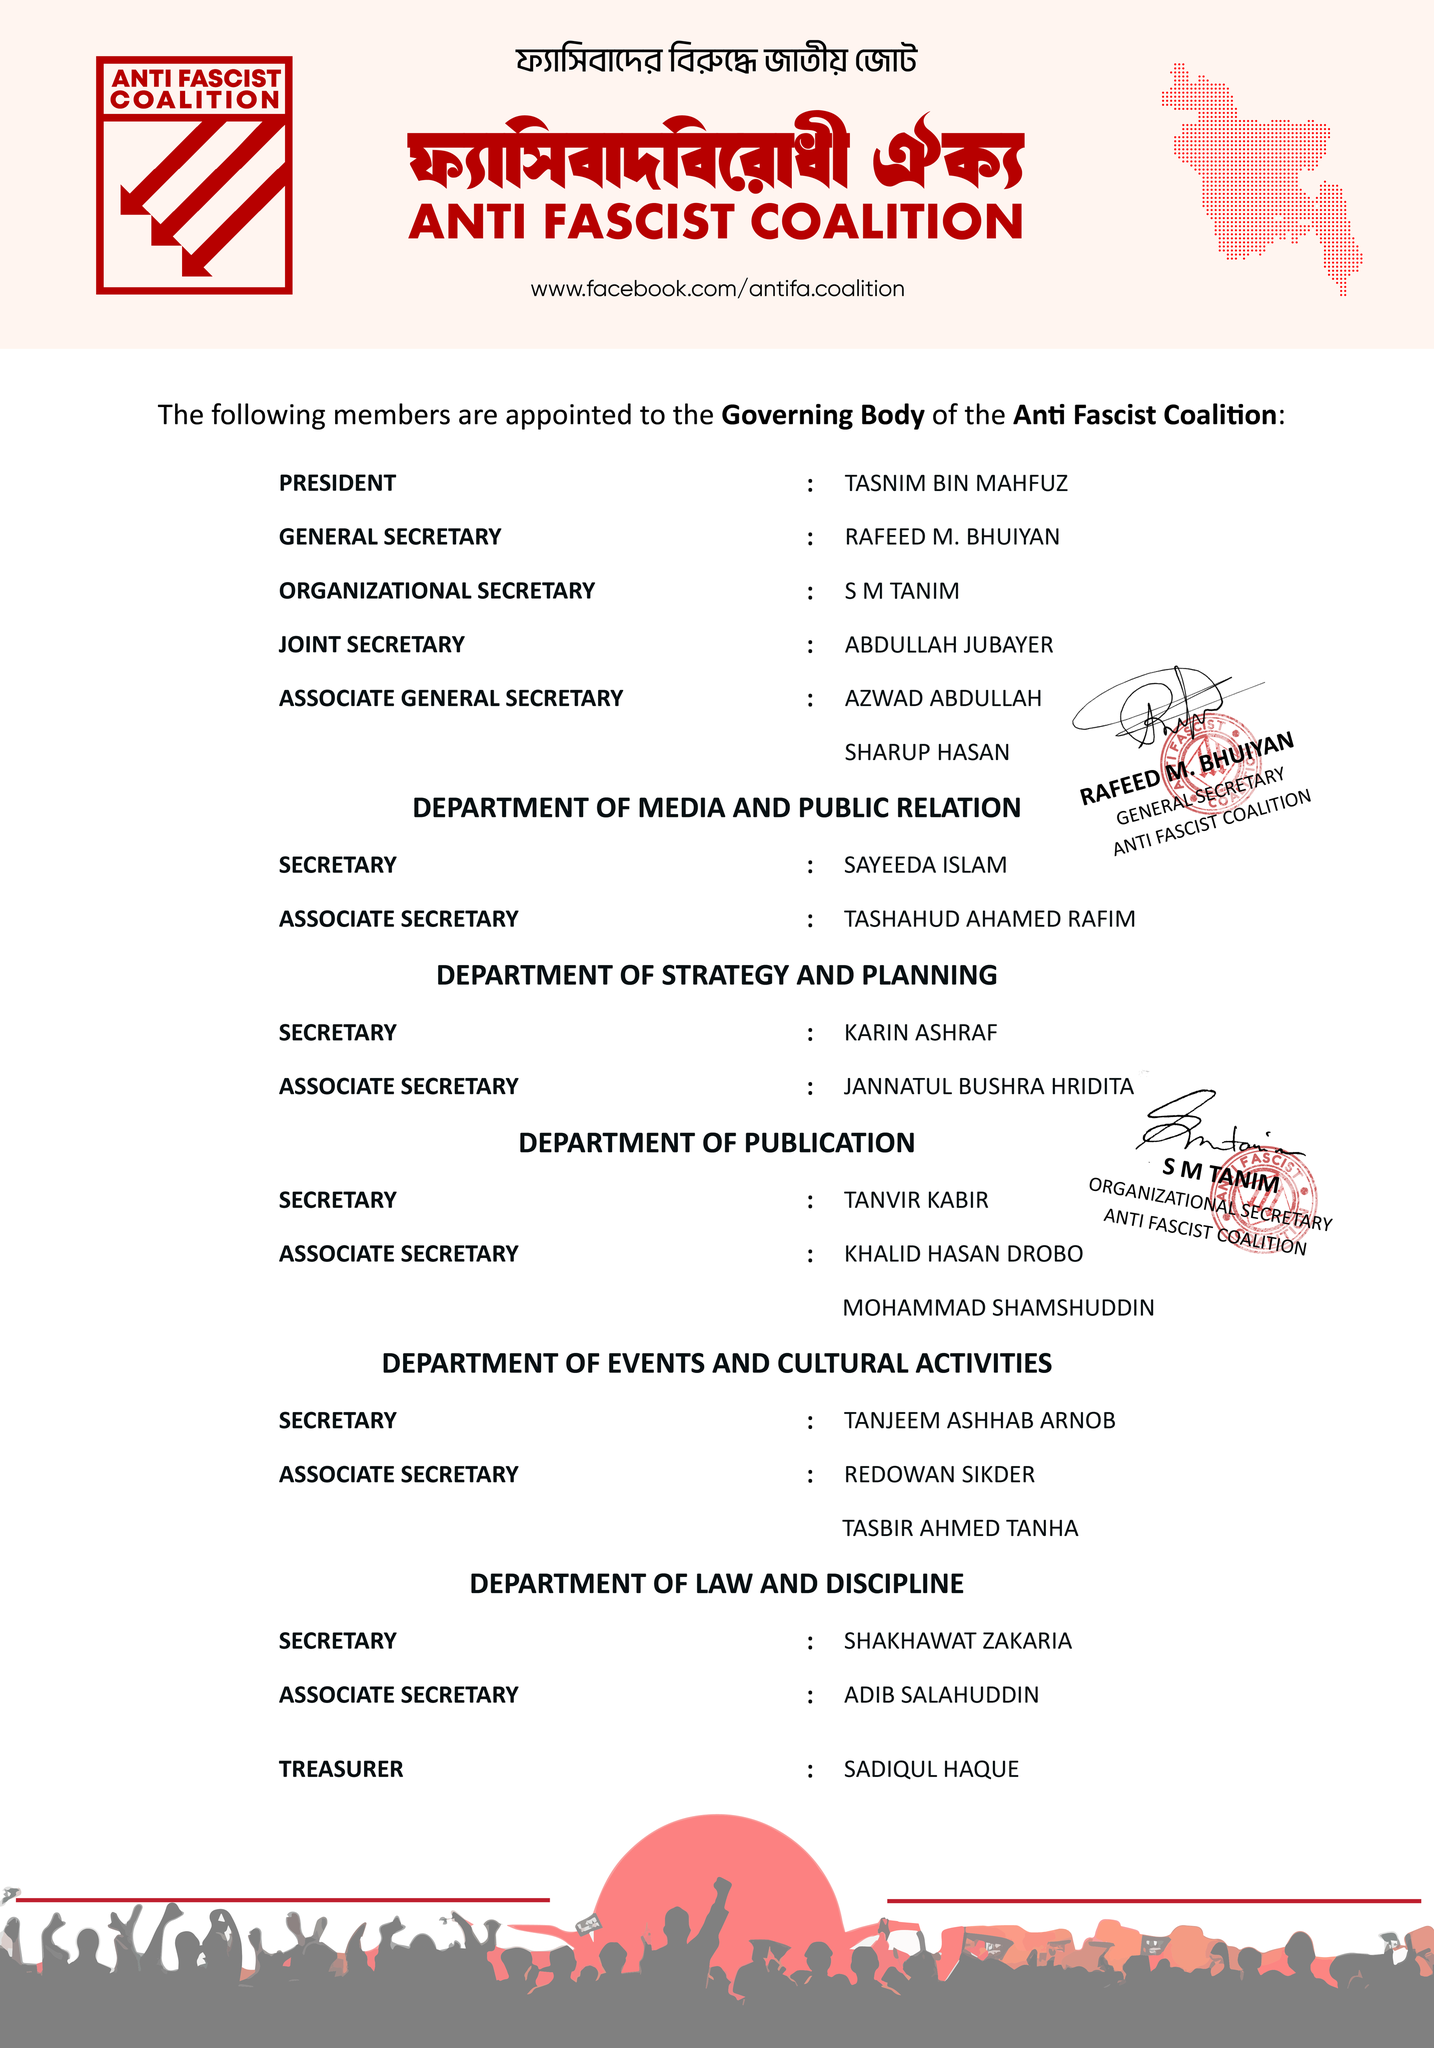 ANTI FASCIST
COALITION
ফ্যাসিবাদের বিরুদ্ধে জাতীয় জোট
ফ্যাসিবাদবিরোধী ঐক্য
ANTI FASCIST COALITION
www.facebook.com/antifa.coalition
The following members are appointed to the Governing Body of the Anti Fascist Coalition:
PRESIDENT : TASNIM BIN MAHFUZ
GENERAL SECRETARY : RAFEED M. BHUIYAN
ORGANIZATIONAL SECRETARY : S M TANIM
JOINT SECRETARY : ABDULLAH JUBAYER
ASSOCIATE GENERAL SECRETARY : AZWAD ABDULLAH
SHARUP HASAN
RAFEED M. BHUIYAN
GENERAL SECRETARY
ANTI FASCIST COALITION
ANTI FASCIST COALITION
DEPARTMENT OF MEDIA AND PUBLIC RELATION
SECRETARY : SAYEEDA ISLAM
ASSOCIATE SECRETARY : TASHAHUD AHAMED RAFIM
DEPARTMENT OF STRATEGY AND PLANNING
SECRETARY : KARIN ASHRAF
ASSOCIATE SECRETARY : JANNATUL BUSHRA HRIDITA
DEPARTMENT OF PUBLICATION
SECRETARY : TANVIR KABIR
ASSOCIATE SECRETARY : KHALID HASAN DROBO
MOHAMMAD SHAMSHUDDIN
S M TANIM
ORGANIZATIONAL SECRETARY
ANTI FASCIST COALITION
ANTI FASCIST COALITION
DEPARTMENT OF EVENTS AND CULTURAL ACTIVITIES
SECRETARY : TANJEEM ASHHAB ARNOB
ASSOCIATE SECRETARY : REDOWAN SIKDER
TASBIR AHMED TANHA
DEPARTMENT OF LAW AND DISCIPLINE
SECRETARY : SHAKHAWAT ZAKARIA
ASSOCIATE SECRETARY : ADIB SALAHUDDIN
TREASURER : SADIQUL HAQUE